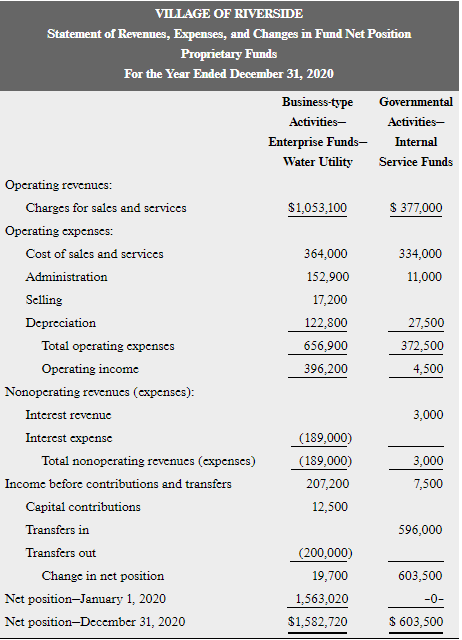 VILLAGE OF RIVERSIDE
Statement of Revenues, Expenses, and Changes in Fund Net Position
Proprietary Funds
For the Year Ended December 31, 2020
Business-type Governmental
Activities— Activities—
Enterprise Funds— Internal
Water Utility Service Funds
Operating revenues:
Charges for sales and services $1,053,100 $ 377,000
Operating expenses:
Cost of sales and services 364,000 334,000
Administration 152,900 11,000
Selling 17,200
Depreciation 122,800 27,500
Total operating expenses 656,900 372,500
Operating income 396,200 4,500
Nonoperating revenues (expenses):
Interest revenue 3,000
Interest expense (189,000)
Total nonoperating revenues (expenses) (189,000) 3,000
Income before contributions and transfers 207,200 7,500
Capital contributions 12,500
Transfers in 596,000
Transfers out (200,000)
Change in net position 19,700 603,500
Net position—January 1, 2020 1,563,020 -0-
Net position—December 31, 2020 $1,582,720 $ 603,500